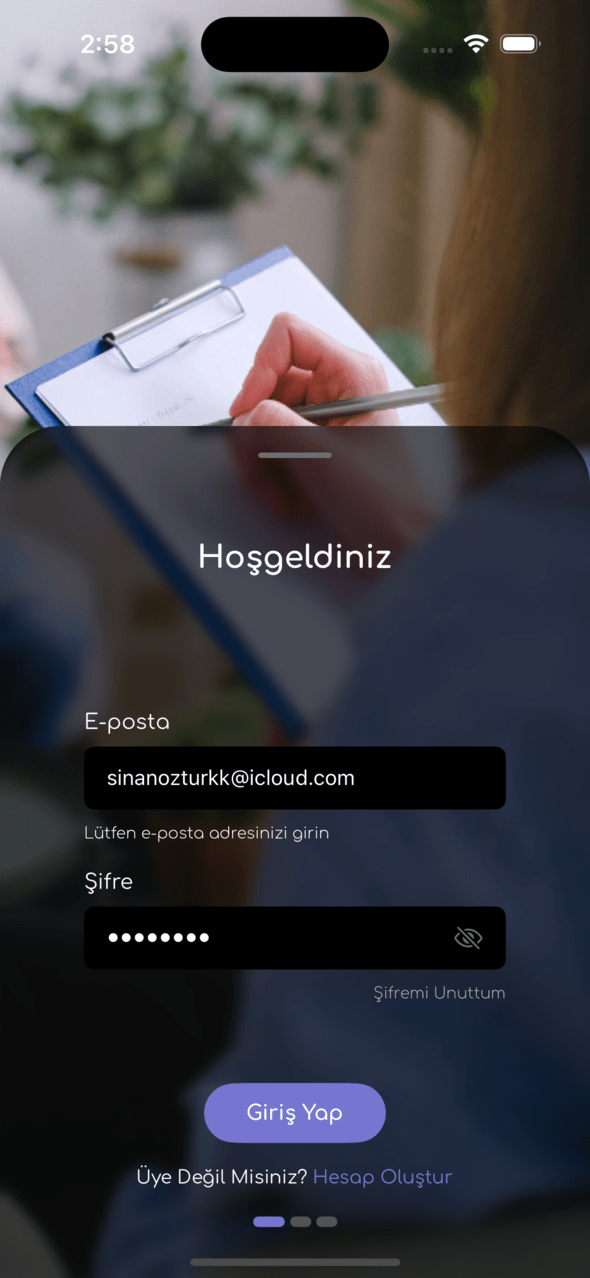 2:58
Hoşgeldiniz
E-posta
sinanozturkk@icloud.com
Lütfen e-posta adresinizi girin
Şifre
Şifremi Unuttum
Giriş Yap
Üye Değil Misiniz? Hesap Oluştur